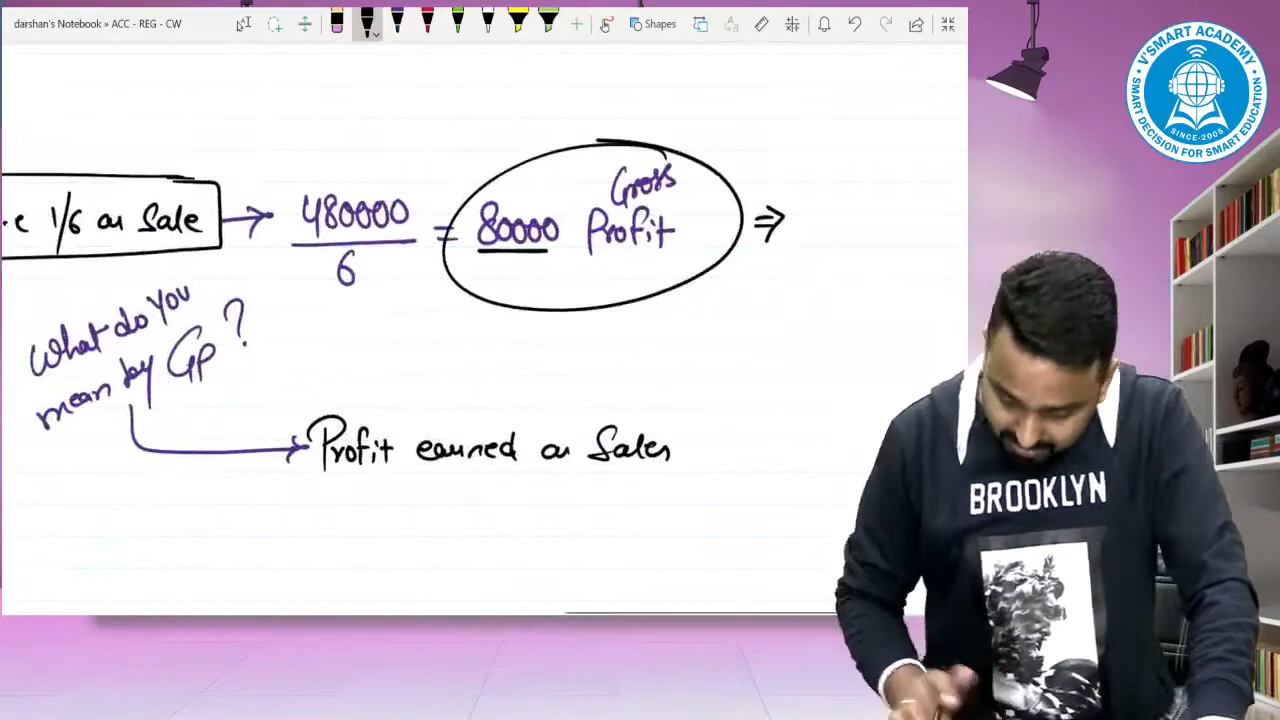 darshan's Notebook » ACC - REG - CW
Shapes
V'SMART ACADEMY
SMART DECISION FOR SMART EDUCATION
SINCE-2005
1/6 on Sale → 480000 / 6 = 80000 Gross Profit ⇒
What do you
mean by GP ?
Profit earned on Sales
BROOKLYN